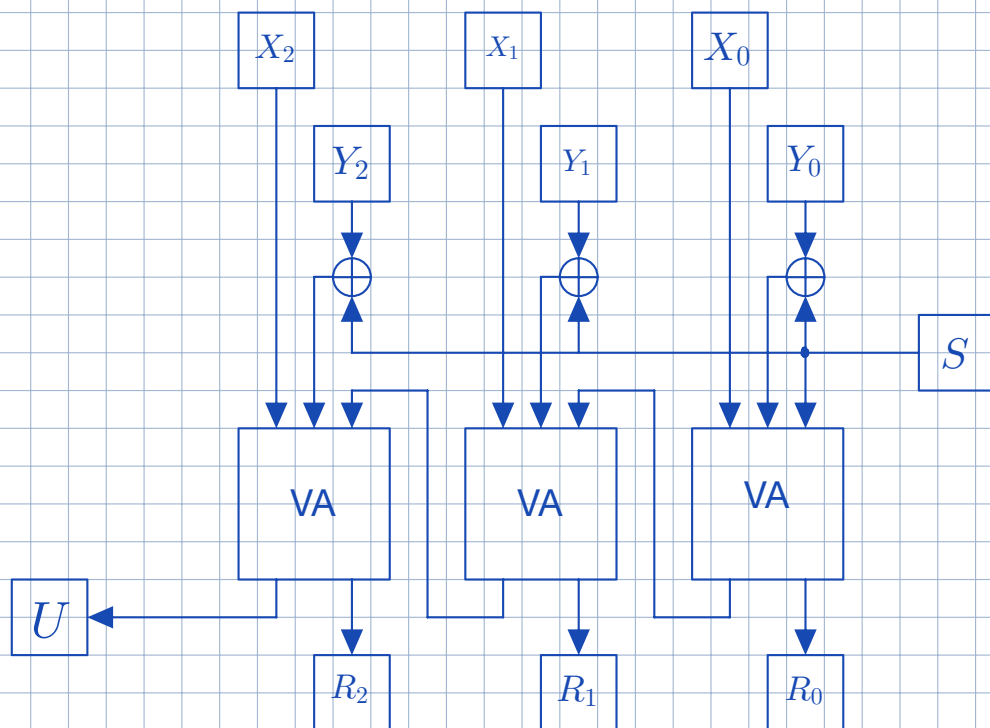 X₂ X₁ X₀
Y₂ Y₁ Y₀
S
VA VA VA
U
R₂ R₁ R₀